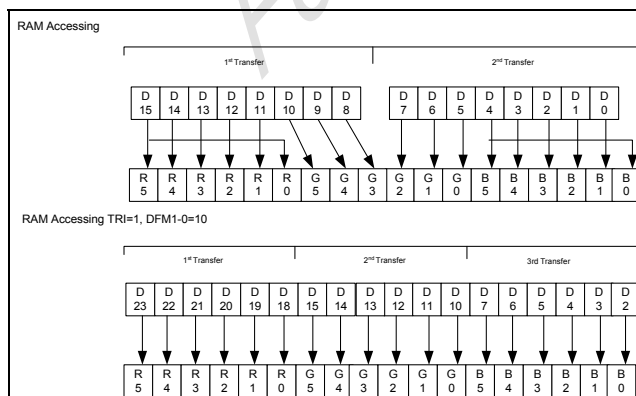 RAM Accessing
1st Transfer 2nd Transfer
D D D D D D D D D D D D D D D D
15 14 13 12 11 10 9 8 7 6 5 4 3 2 1 0
R R R R R R G G G G G G B B B B B B
5 4 3 2 1 0 5 4 3 2 1 0 5 4 3 2 1 0
RAM Accessing TRI=1, DFM1-0=10
1st Transfer 2nd Transfer 3rd Transfer
D D D D D D D D D D D D D D D D D D
23 22 21 20 19 18 15 14 13 12 11 10 7 6 5 4 3 2
R R R R R R G G G G G G B B B B B B
5 4 3 2 1 0 5 4 3 2 1 0 5 4 3 2 1 0